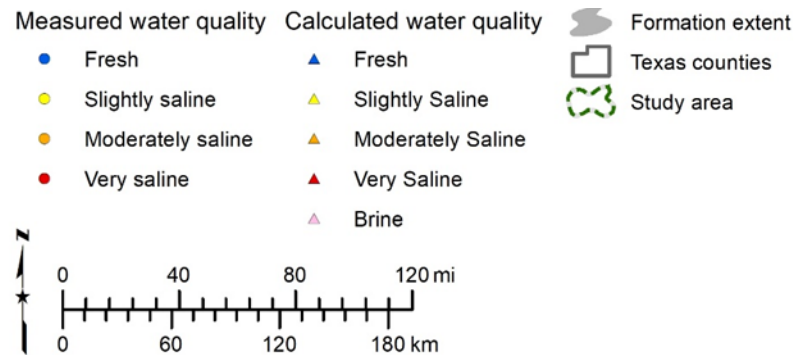 Measured water quality
Fresh
Slightly saline
Moderately saline
Very saline
Calculated water quality
Fresh
Slightly Saline
Moderately Saline
Very Saline
Brine
Formation extent
Texas counties
Study area
N
0 40 80 120 mi
0 60 120 180 km